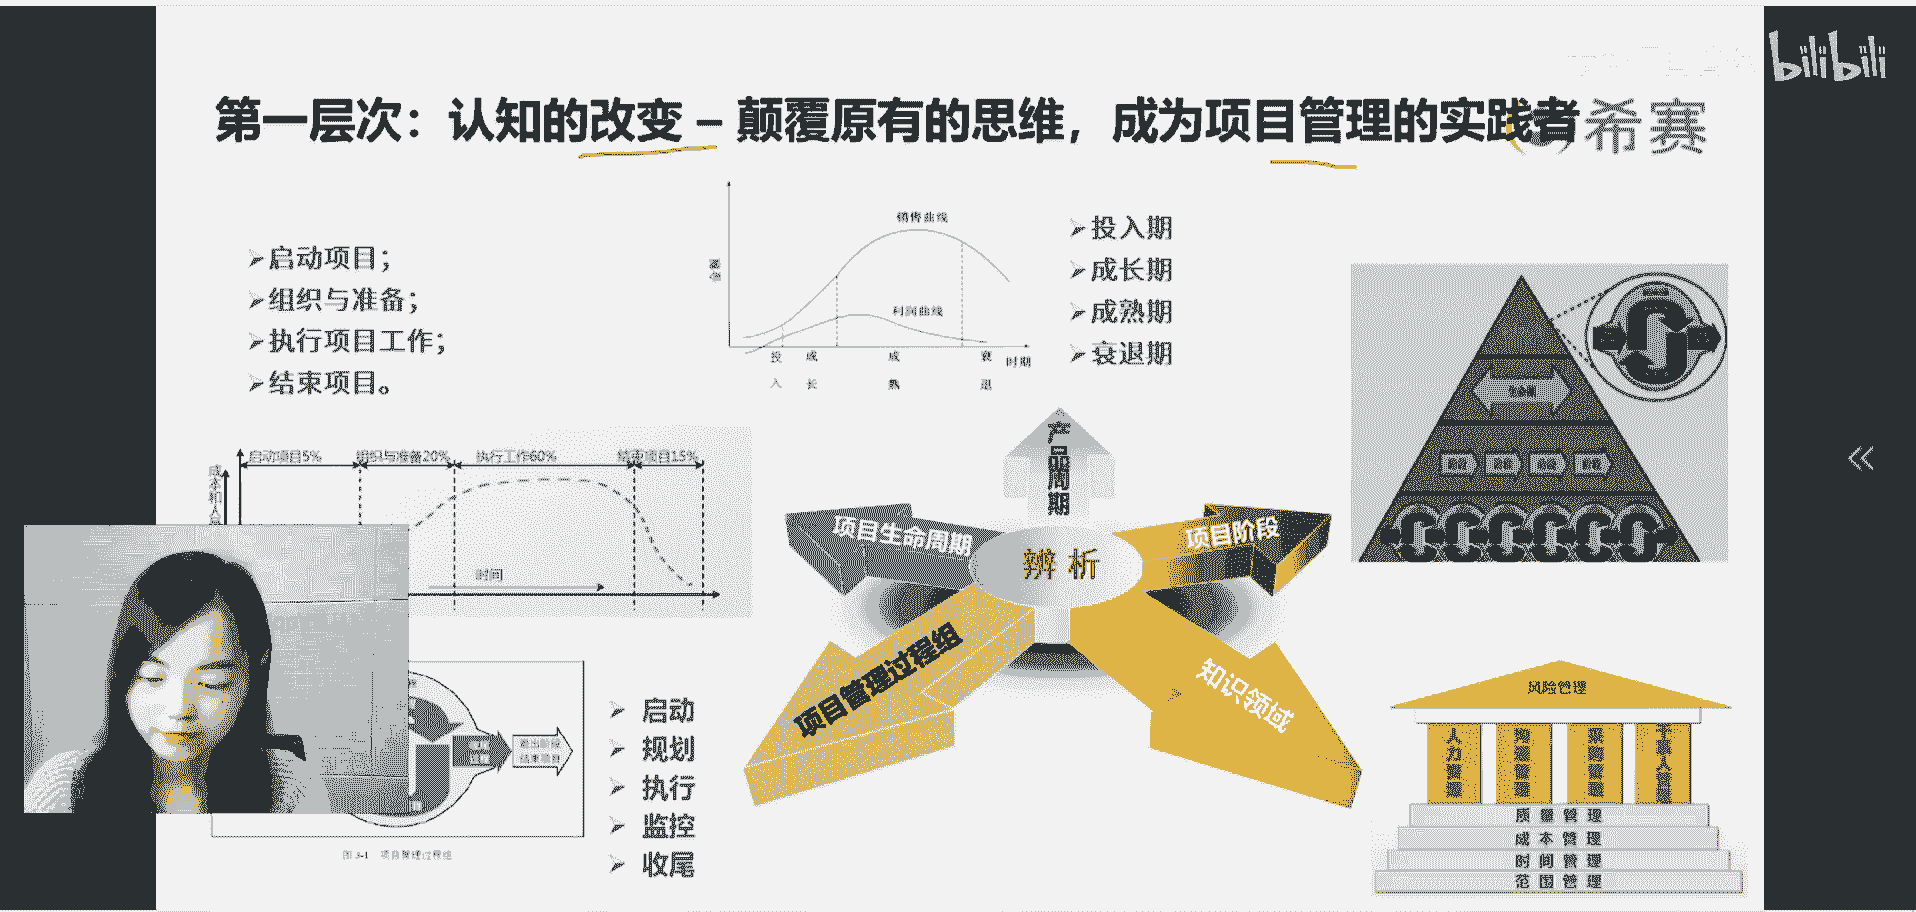 bilibili
第一层次：认知的改变 – 颠覆原有的思维，成为项目管理的实践者
希赛
➢启动项目；
➢组织与准备；
➢执行项目工作；
➢结束项目。
销售曲线
利润曲线
投入
成长
成熟
衰退
时期
➢投入期
➢成长期
➢成熟期
➢衰退期
启动项目5%
组织与准备20%
执行工作60%
结束项目15%
时间
产品周期
项目生命周期
项目阶段
辨析
项目管理过程组
知识领域
➢ 启动
➢ 规划
➢ 执行
➢ 监控
➢ 收尾
结束项目
图 3-1 项目管理过程组
风险管理
人力管理
沟通管理
采购管理
干系人管理
质量管理
成本管理
时间管理
范围管理